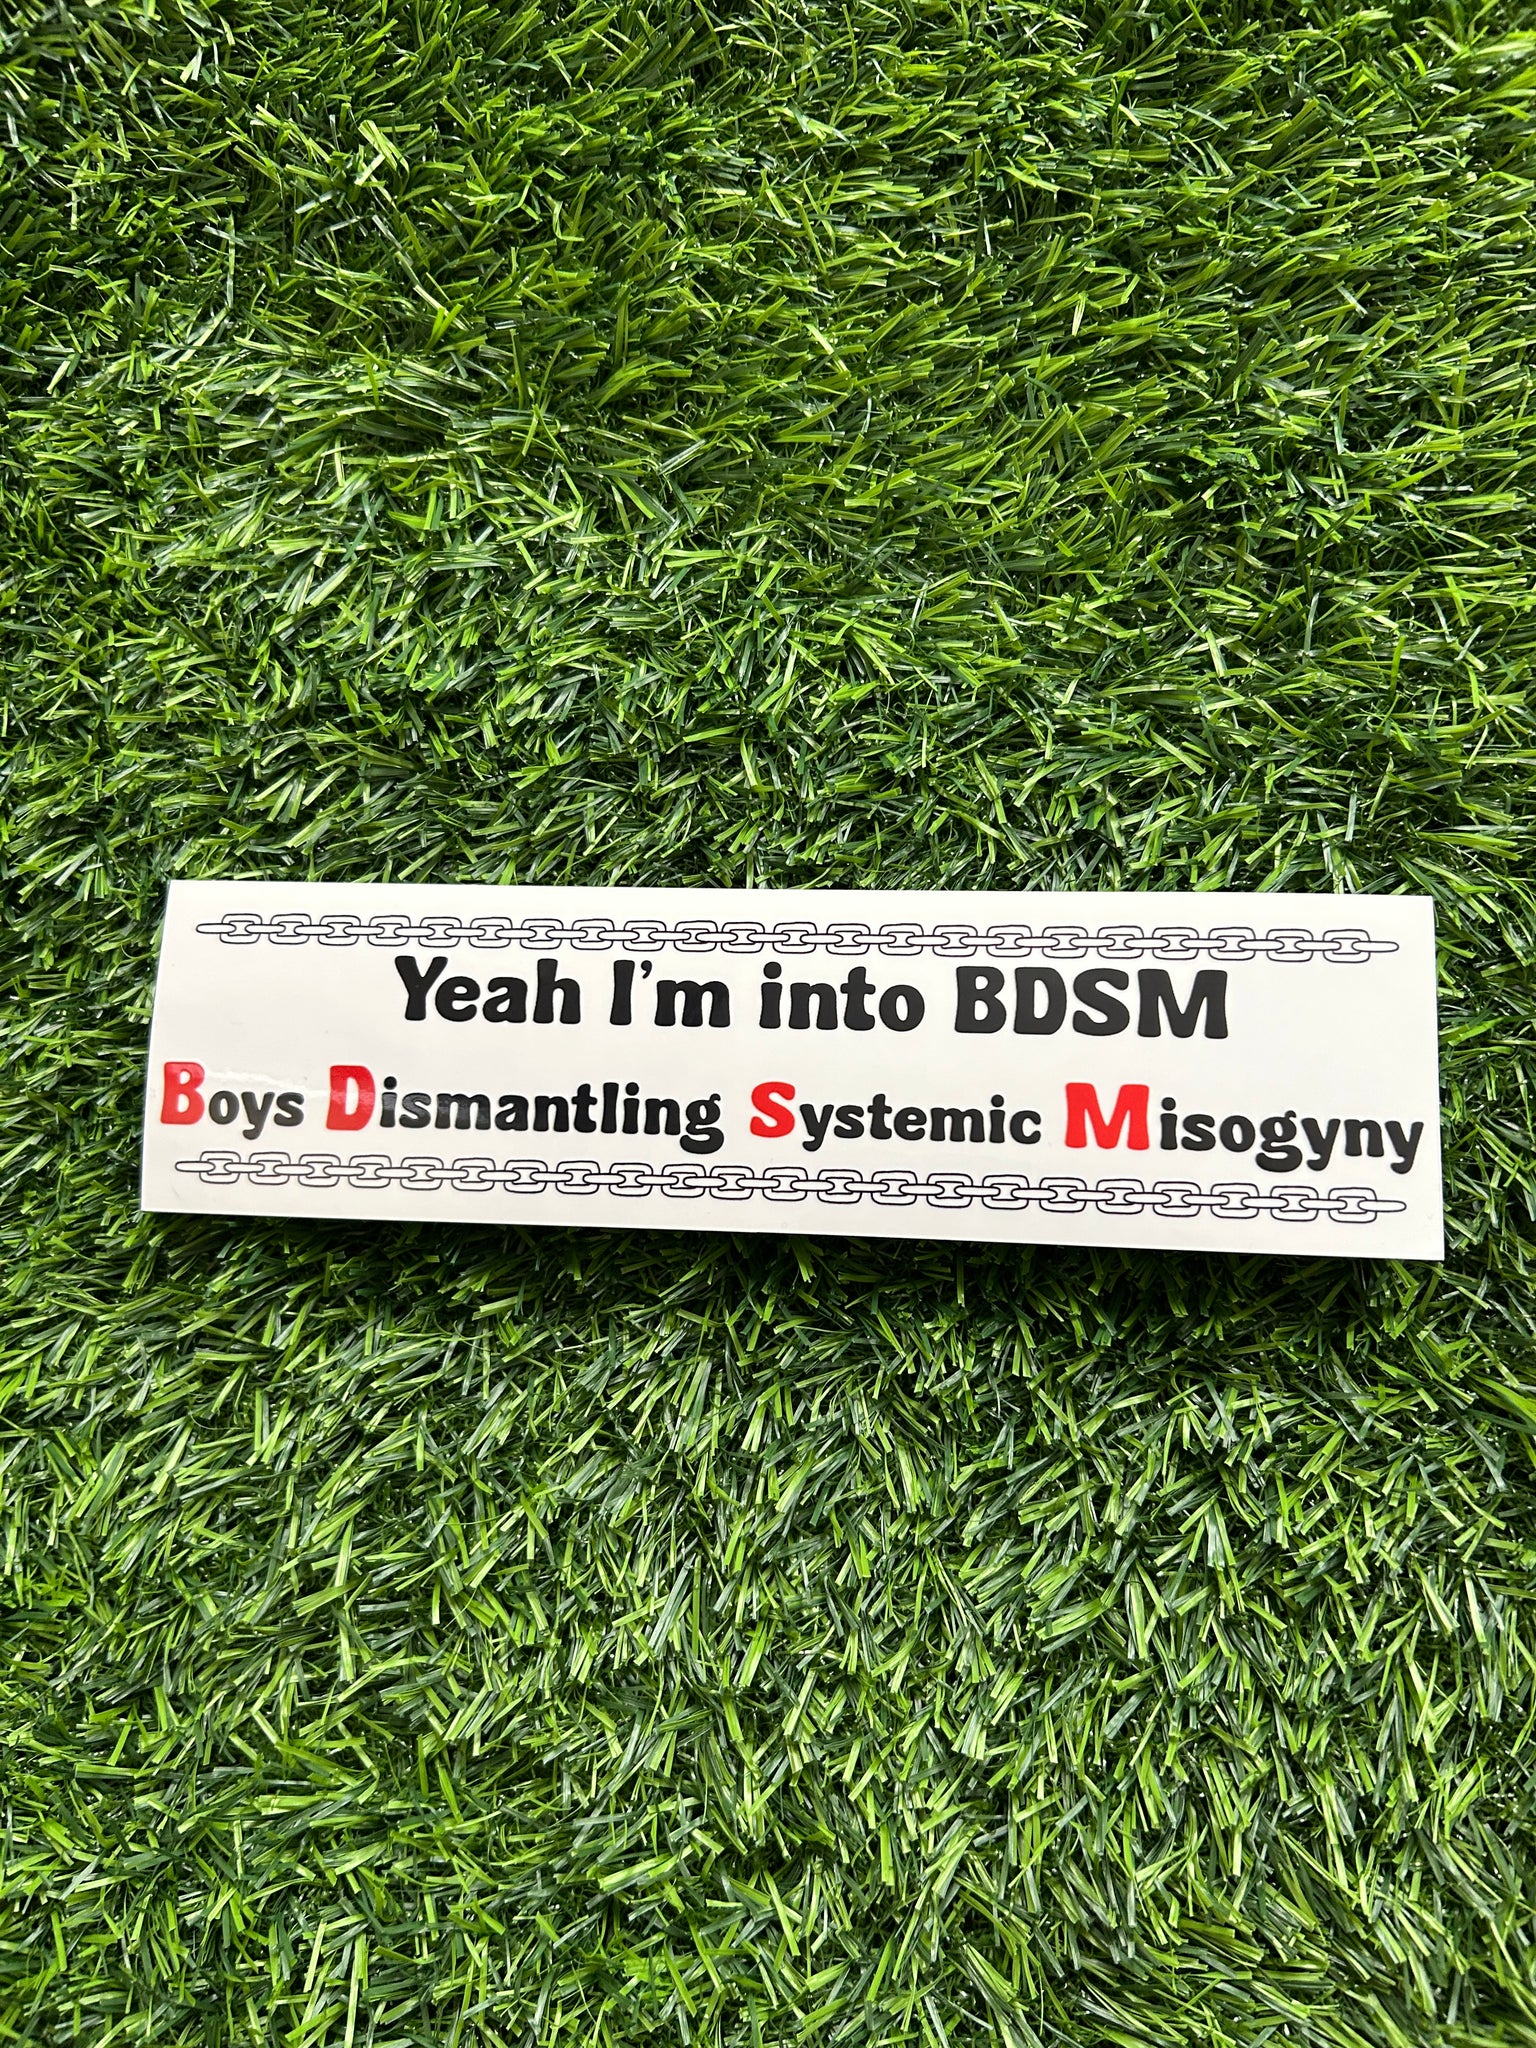 Yeah I'm into BDSM
Boys Dismantling Systemic Misogyny